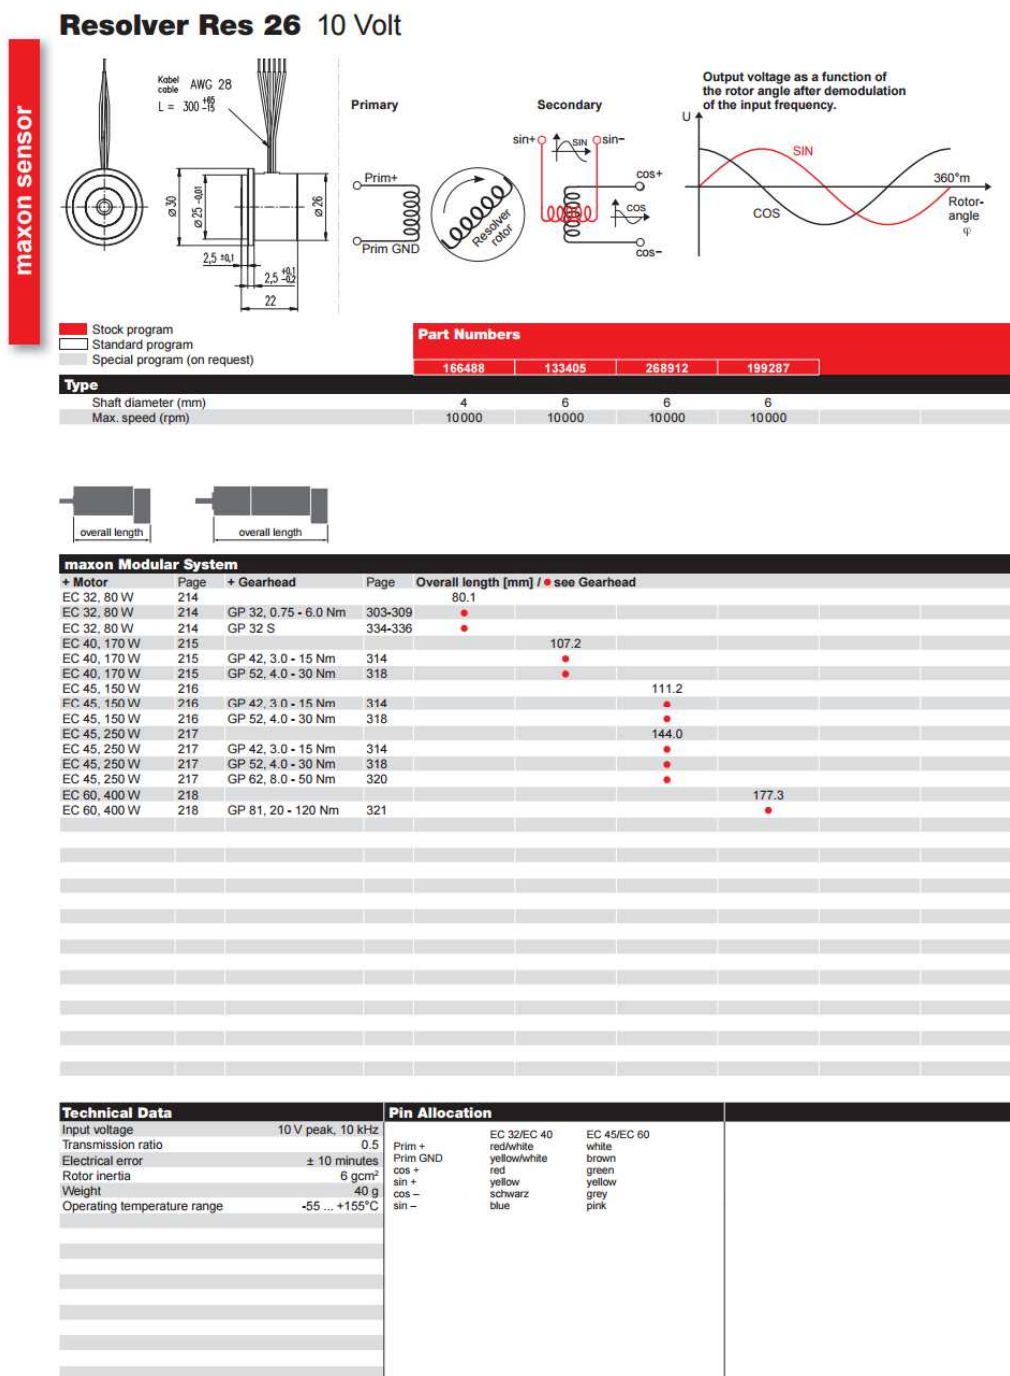 Resolver Res 26 10 Volt
maxon sensor
Kabel
cable AWG 28
L = 300 +65 -15
ø 30
ø 25 -0,01
ø 26
2,5 ±0,1
2,5 +0,1 -0,2
22
Primary
Secondary
Prim+
Prim GND
Resolver
rotor
sin+
SIN
sin–
cos+
COS
cos–
Output voltage as a function of
the rotor angle after demodulation
of the input frequency.
U
SIN
COS
360°m
Rotor-
angle
φ
Stock program
Standard program
Special program (on request)
Part Numbers
166488 133405 268912 199287
Type
Shaft diameter (mm) 4 6 6 6
Max. speed (rpm) 10000 10000 10000 10000
overall length overall length
maxon Modular System
+ Motor Page + Gearhead Page Overall length [mm] / ● see Gearhead
EC 32, 80 W 214 80.1
EC 32, 80 W 214 GP 32, 0.75 - 6.0 Nm 303-309 ●
EC 32, 80 W 214 GP 32 S 334-336 ●
EC 40, 170 W 215 107.2
EC 40, 170 W 215 GP 42, 3.0 - 15 Nm 314 ●
EC 40, 170 W 215 GP 52, 4.0 - 30 Nm 318 ●
EC 45, 150 W 216 111.2
EC 45, 150 W 216 GP 42, 3.0 - 15 Nm 314 ●
EC 45, 150 W 216 GP 52, 4.0 - 30 Nm 318 ●
EC 45, 250 W 217 144.0
EC 45, 250 W 217 GP 42, 3.0 - 15 Nm 314 ●
EC 45, 250 W 217 GP 52, 4.0 - 30 Nm 318 ●
EC 45, 250 W 217 GP 62, 8.0 - 50 Nm 320 ●
EC 60, 400 W 218 177.3
EC 60, 400 W 218 GP 81, 20 - 120 Nm 321 ●
Technical Data
Input voltage 10 V peak, 10 kHz
Transmission ratio 0.5
Electrical error ± 10 minutes
Rotor inertia 6 gcm²
Weight 40 g
Operating temperature range -55 ... +155°C
Pin Allocation
EC 32/EC 40 EC 45/EC 60
Prim + red/white white
Prim GND yellow/white brown
cos + red green
sin + yellow yellow
cos – schwarz grey
sin – blue pink